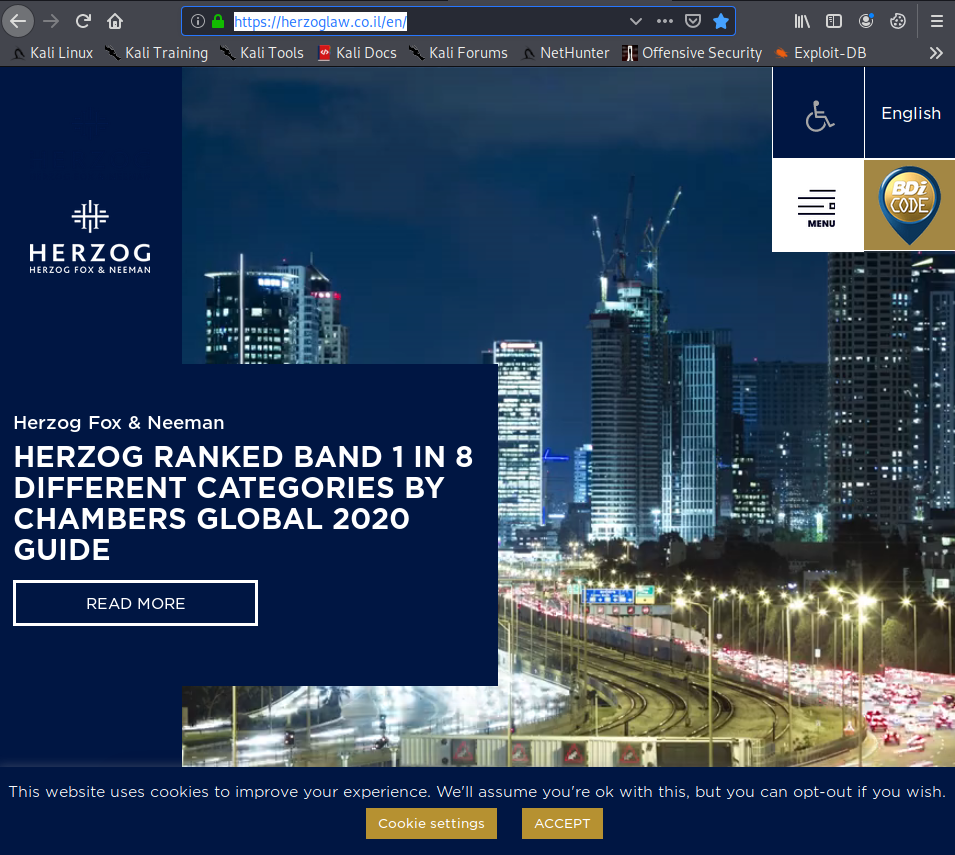 https://herzoglaw.co.il/en/
Kali Linux Kali Training Kali Tools Kali Docs Kali Forums NetHunter Offensive Security Exploit-DB
English
MENU
BDi
CODE
HERZOG
HERZOG FOX & NEEMAN
Herzog Fox & Neeman
HERZOG RANKED BAND 1 IN 8
DIFFERENT CATEGORIES BY
CHAMBERS GLOBAL 2020
GUIDE
READ MORE
This website uses cookies to improve your experience. We'll assume you're ok with this, but you can opt-out if you wish.
Cookie settings ACCEPT